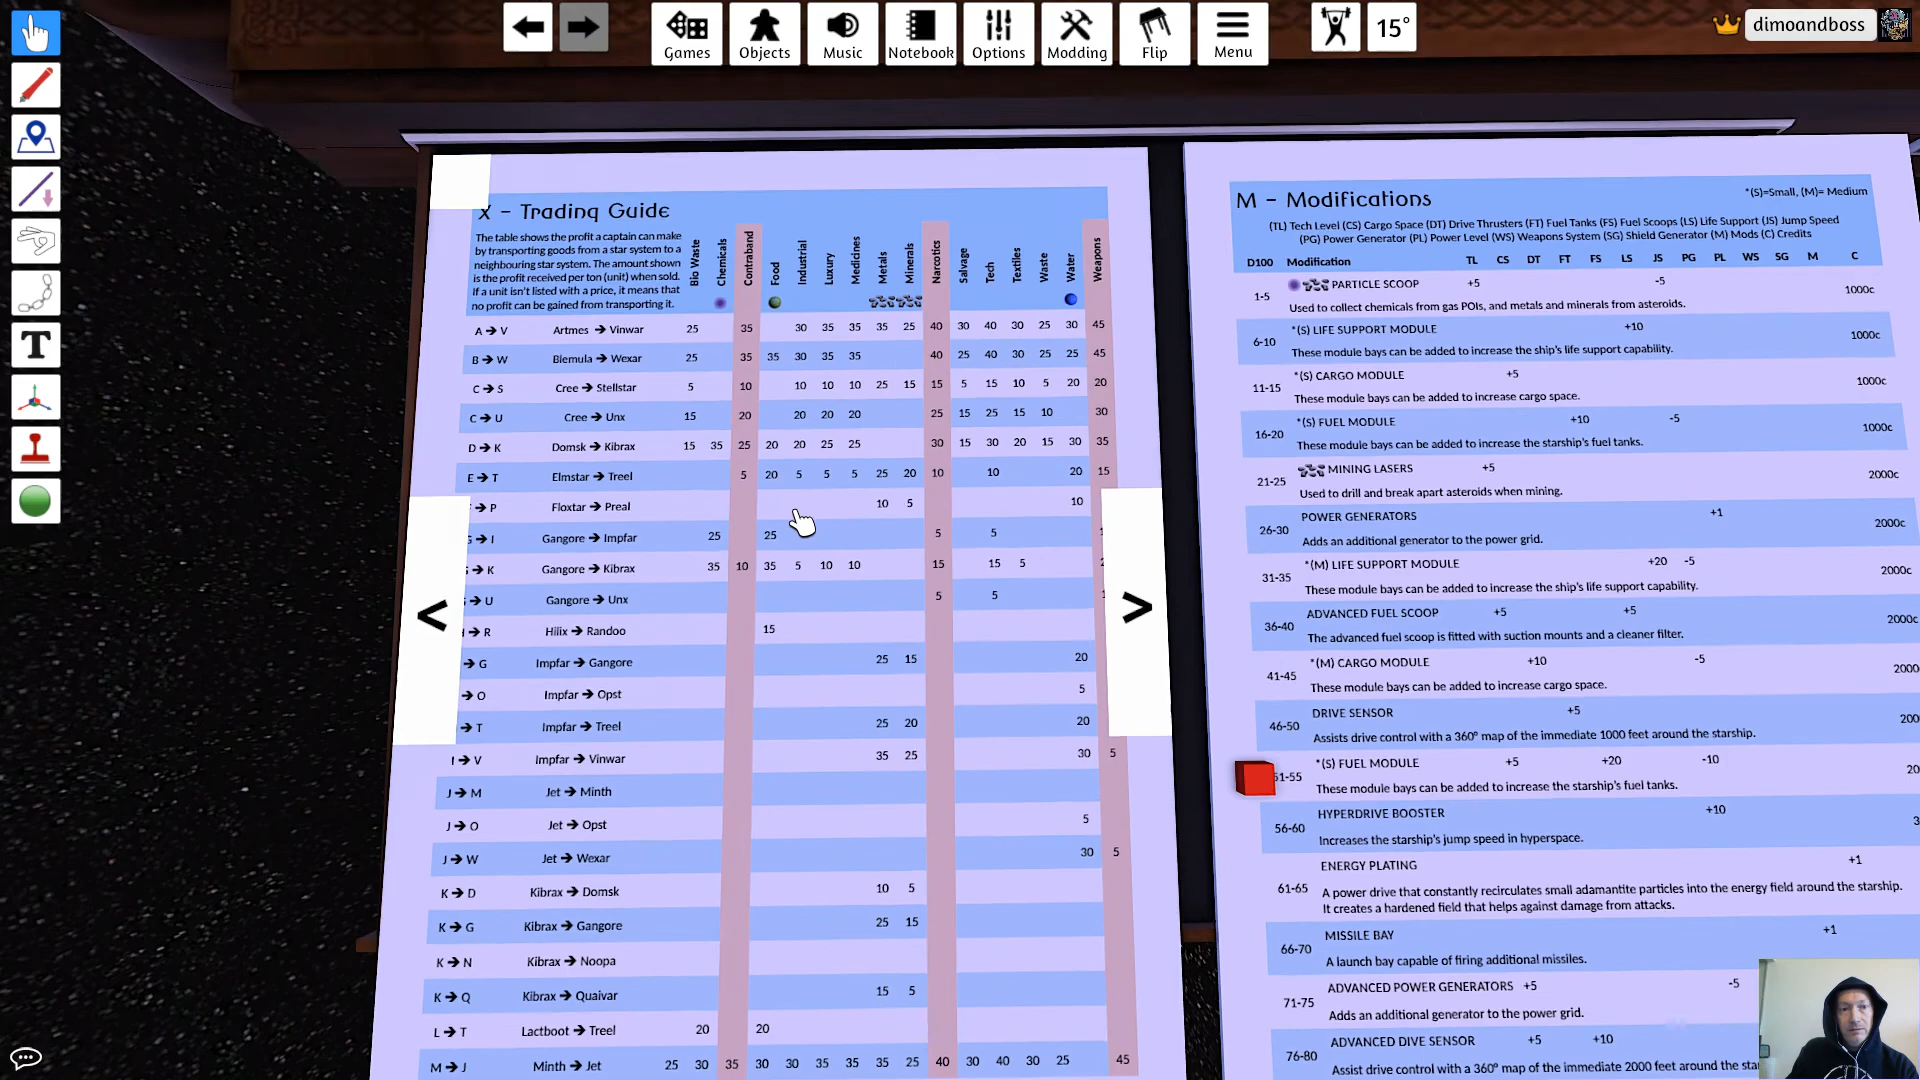 Games
Objects
Music
Notebook
Options
Modding
Flip
Menu
15°
dimoandboss
X - Trading Guide
The table shows the profit a captain can make
by transporting goods from a star system to a
neighbouring star system. The amount shown
is the profit received per ton (unit) when sold.
If a unit isn't listed with a price, it means that
no profit can be gained from transporting it.
Bio Waste
Chemicals
Contraband
Food
Industrial
Luxury
Medicines
Metals
Minerals
Narcotics
Salvage
Tech
Textiles
Waste
Water
Weapons
A → V Artmes → Vinwar 25 35 30 35 35 35 25 40 30 40 30 25 30 45
B → W Blemula → Wexar 25 35 35 30 35 35 40 25 40 30 25 25 45
C → S Cree → Stellstar 5 10 10 10 10 25 15 15 5 15 10 5 20 20
C → U Cree → Unx 15 20 20 20 20 25 15 25 15 10 30
D → K Domsk → Kibrax 15 35 25 20 20 25 25 30 15 30 20 15 30 35
E → T Elmstar → Treel 5 20 5 5 5 25 20 10 10 20 15
→ P Floxtar → Preal 10 5 10
→ I Gangore → Impfar 25 25 5 5
→ K Gangore → Kibrax 35 10 35 5 10 10 15 15 5
→ U Gangore → Unx 5 5
→ R Hilix → Randoo 15
→ G Impfar → Gangore 25 15 20
→ O Impfar → Opst 5
→ T Impfar → Treel 25 20 20
I → V Impfar → Vinwar 35 25 30 5
J → M Jet → Minth
J → O Jet → Opst 5
J → W Jet → Wexar 30 5
K → D Kibrax → Domsk 10 5
K → G Kibrax → Gangore 25 15
K → N Kibrax → Noopa
K → Q Kibrax → Quaivar 15 5
L → T Lactboot → Treel 20 20
M → J Minth → Jet 25 30 35 30 30 35 35 35 25 40 30 40 30 25 45
<
>
M - Modifications
*(S)=Small, (M)= Medium
(TL) Tech Level (CS) Cargo Space (DT) Drive Thrusters (FT) Fuel Tanks (FS) Fuel Scoops (LS) Life Support (JS) Jump Speed
(PG) Power Generator (PL) Power Level (WS) Weapons System (SG) Shield Generator (M) Mods (C) Credits
D100 Modification TL CS DT FT FS LS JS PG PL WS SG M C
1-5 PARTICLE SCOOP +5 -5 1000c
Used to collect chemicals from gas POIs, and metals and minerals from asteroids.
6-10 *(S) LIFE SUPPORT MODULE +10 1000c
These module bays can be added to increase the ship's life support capability.
11-15 *(S) CARGO MODULE +5 1000c
These module bays can be added to increase cargo space.
16-20 *(S) FUEL MODULE +10 -5 1000c
These module bays can be added to increase the starship's fuel tanks.
21-25 MINING LASERS +5 2000c
Used to drill and break apart asteroids when mining.
26-30 POWER GENERATORS +1 2000c
Adds an additional generator to the power grid.
31-35 *(M) LIFE SUPPORT MODULE +20 -5 2000c
These module bays can be added to increase the ship's life support capability.
36-40 ADVANCED FUEL SCOOP +5 +5 2000c
The advanced fuel scoop is fitted with suction mounts and a cleaner filter.
41-45 *(M) CARGO MODULE +10 -5 2000
These module bays can be added to increase cargo space.
46-50 DRIVE SENSOR +5 200
Assists drive control with a 360° map of the immediate 1000 feet around the starship.
51-55 *(S) FUEL MODULE +5 +20 -10 20
These module bays can be added to increase the starship's fuel tanks.
56-60 HYPERDRIVE BOOSTER +10 3
Increases the starship's jump speed in hyperspace.
61-65 ENERGY PLATING +1
A power drive that constantly recirculates small adamantite particles into the energy field around the starship.
It creates a hardened field that helps against damage from attacks.
66-70 MISSILE BAY +1
A launch bay capable of firing additional missiles.
71-75 ADVANCED POWER GENERATORS +5 -5
Adds an additional generator to the power grid.
76-80 ADVANCED DIVE SENSOR +5 +10
Assist drive control with a 360° map of the immediate 2000 feet around the